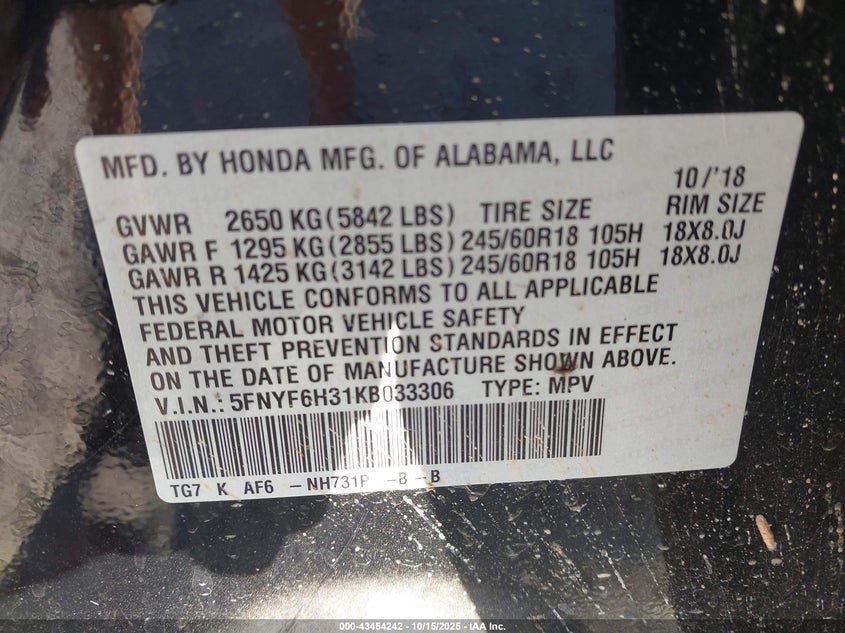 MFD. BY HONDA MFG. OF ALABAMA, LLC
10/'18
GVWR 2650 KG(5842 LBS) TIRE SIZE RIM SIZE
GAWR F 1295 KG(2855 LBS) 245/60R18 105H 18X8.0J
GAWR R 1425 KG(3142 LBS) 245/60R18 105H 18X8.0J
THIS VEHICLE CONFORMS TO ALL APPLICABLE
FEDERAL MOTOR VEHICLE SAFETY
AND THEFT PREVENTION STANDARDS IN EFFECT
ON THE DATE OF MANUFACTURE SHOWN ABOVE.
V.I.N.: 5FNYF6H31KB033306 TYPE: MPV
TG7 K AF6 -NH731P -B-B
000-43454242 - 10/15/2025 - IAA Inc.